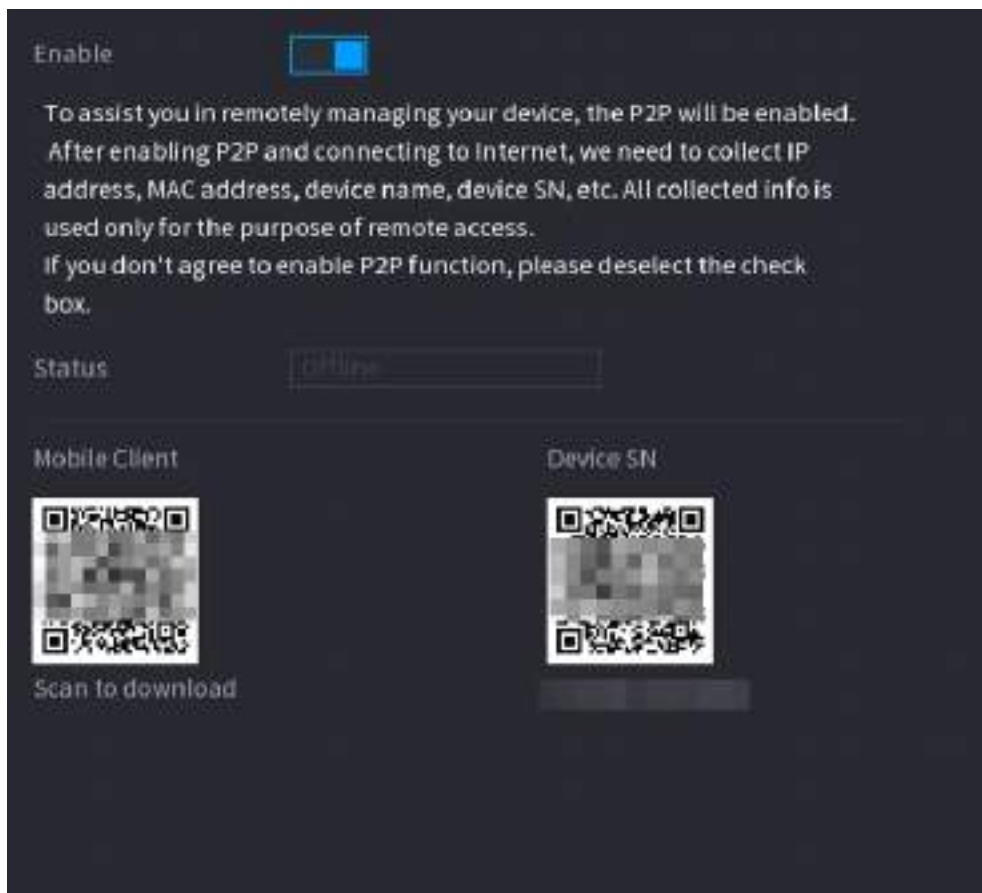 Enable
To assist you in remotely managing your device, the P2P will be enabled.
After enabling P2P and connecting to Internet, we need to collect IP
address, MAC address, device name, device SN, etc. All collected info is
used only for the purpose of remote access.
If you don't agree to enable P2P function, please deselect the check
box.
Status Offline
Mobile Client Device SN
Scan to download